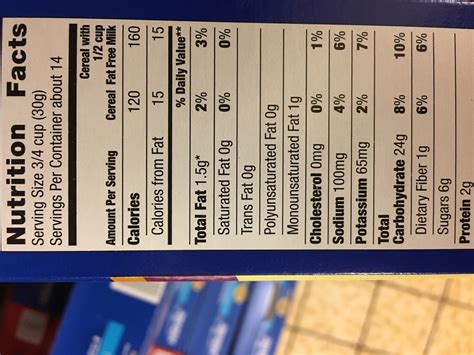 Nutrition Facts
Serving Size 3/4 cup (30g)
Servings Per Container about 14
Cereal with
1/2 cup
Amount Per Serving Cereal Fat Free Milk
Calories 120 160
Calories from Fat 15 15
% Daily Value**
Total Fat 1.5g* 2% 3%
Saturated Fat 0g 0% 0%
Trans Fat 0g
Polyunsaturated Fat 0g
Monounsaturated Fat 1g
Cholesterol 0mg 0% 1%
Sodium 100mg 4% 6%
Potassium 65mg 2% 7%
Total
Carbohydrate 24g 8% 10%
Dietary Fiber 1g 6% 6%
Sugars 6g
Protein 2g